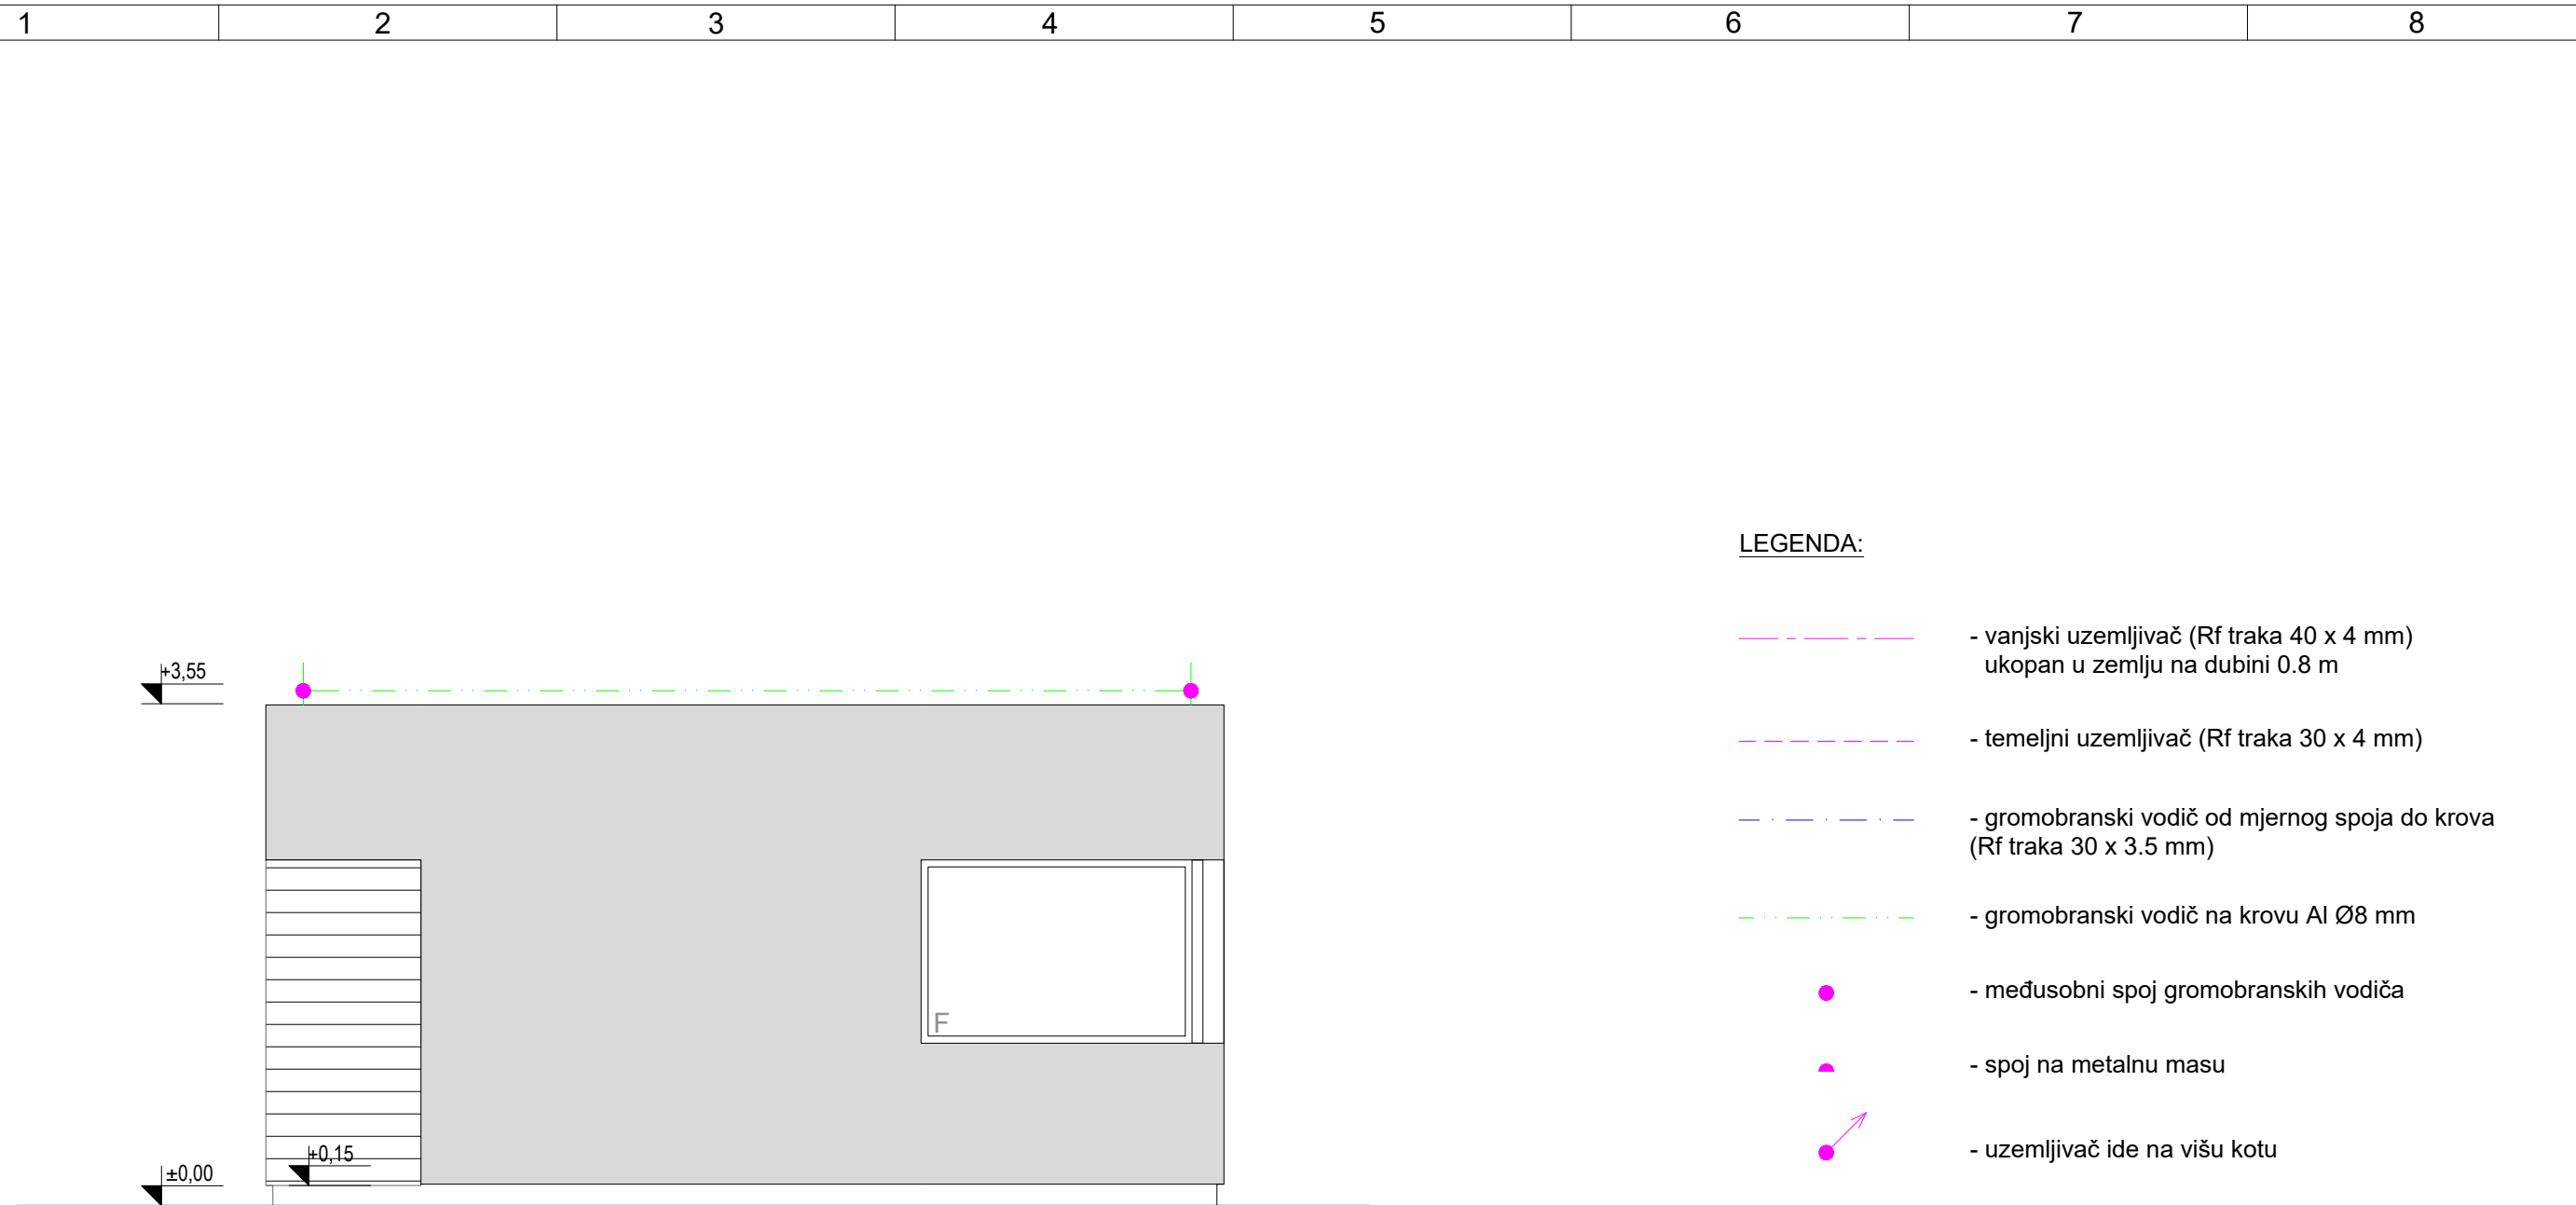 1 2 3 4 5 6 7 8
LEGENDA:
- vanjski uzemljivač (Rf traka 40 x 4 mm)
ukopan u zemlju na dubini 0.8 m
+3,55
- temeljni uzemljivač (Rf traka 30 x 4 mm)
- gromobranski vodič od mjernog spoja do krova
(Rf traka 30 x 3.5 mm)
- gromobranski vodič na krovu Al Ø8 mm
- međusobni spoj gromobranskih vodiča
F
- spoj na metalnu masu
- uzemljivač ide na višu kotu
+0,15
±0,00